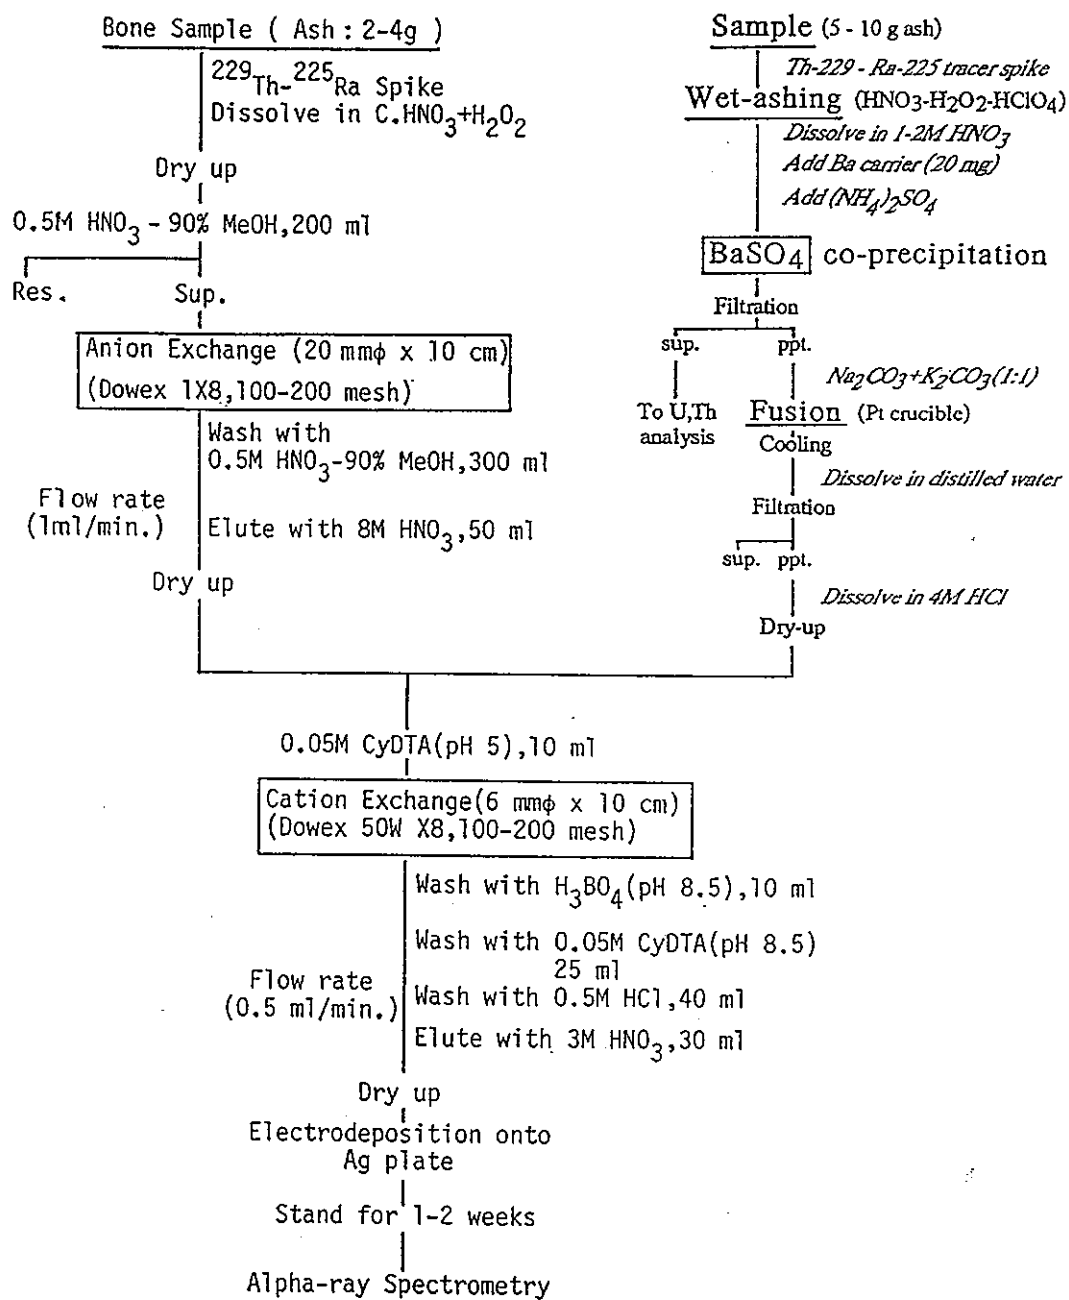 Bone Sample ( Ash : 2-4g )
229Th-225Ra Spike
Dissolve in C.HNO3+H2O2
Dry up
0.5M HNO3 - 90% MeOH,200 ml
Res.
Sup.
Anion Exchange (20 mmϕ x 10 cm)
(Dowex 1X8,100-200 mesh)
Wash with
0.5M HNO3-90% MeOH,300 ml
Flow rate
(1ml/min.)
Elute with 8M HNO3,50 ml
Dry up
Sample (5 - 10 g ash)
Th-229 - Ra-225 tracer spike
Wet-ashing (HNO3-H2O2-HClO4)
Dissolve in 1-2M HNO3
Add Ba carrier (20 mg)
Add (NH4)2SO4
BaSO4 co-precipitation
Filtration
sup. ppt.
To U,Th
analysis
Na2CO3+K2CO3(1:1)
Fusion (Pt crucible)
Cooling
Dissolve in distilled water
Filtration
sup. ppt.
Dissolve in 4M HCl
Dry-up
0.05M CyDTA(pH 5),10 ml
Cation Exchange(6 mmϕ x 10 cm)
(Dowex 50W X8,100-200 mesh)
Wash with H3BO4(pH 8.5),10 ml
Wash with 0.05M CyDTA(pH 8.5)
25 ml
Flow rate
(0.5 ml/min.)
Wash with 0.5M HCl,40 ml
Elute with 3M HNO3,30 ml
Dry up
Electrodeposition onto
Ag plate
Stand for 1-2 weeks
Alpha-ray Spectrometry